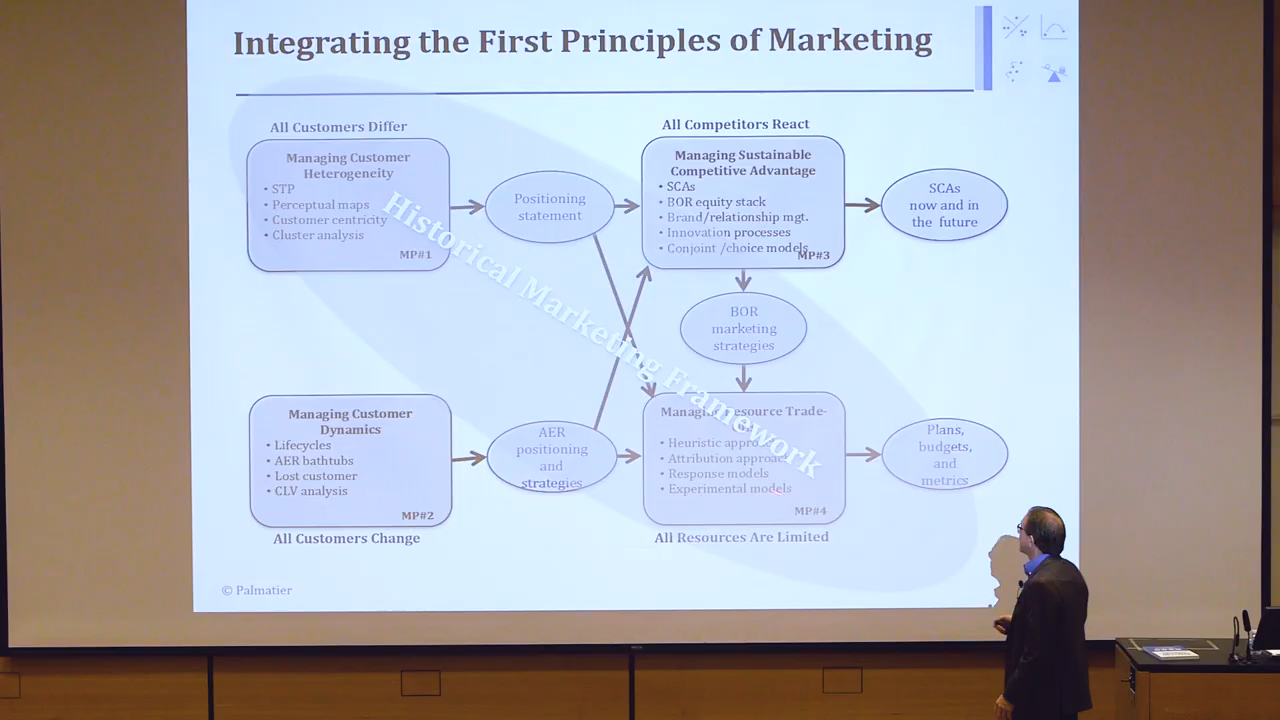 Integrating the First Principles of Marketing
All Customers Differ
Managing Customer
Heterogeneity
• STP
• Perceptual maps
• Customer centricity
• Cluster analysis
MP#1
Positioning
statement
All Competitors React
Managing Sustainable
Competitive Advantage
• SCAs
• BOR equity stack
• Brand/relationship mgt.
• Innovation processes
• Conjoint /choice models
MP#3
SCAs
now and in
the future
Historical Marketing Framework
BOR
marketing
strategies
Managing Customer
Dynamics
• Lifecycles
• AER bathtubs
• Lost customer
• CLV analysis
MP#2
All Customers Change
AER
positioning
and
strategies
Resource Trade-
• Heuristic
• Attribution
• Response models
• Experimental models
MP#4
All Resources Are Limited
Plans,
budgets,
and
metrics
© Palmatier